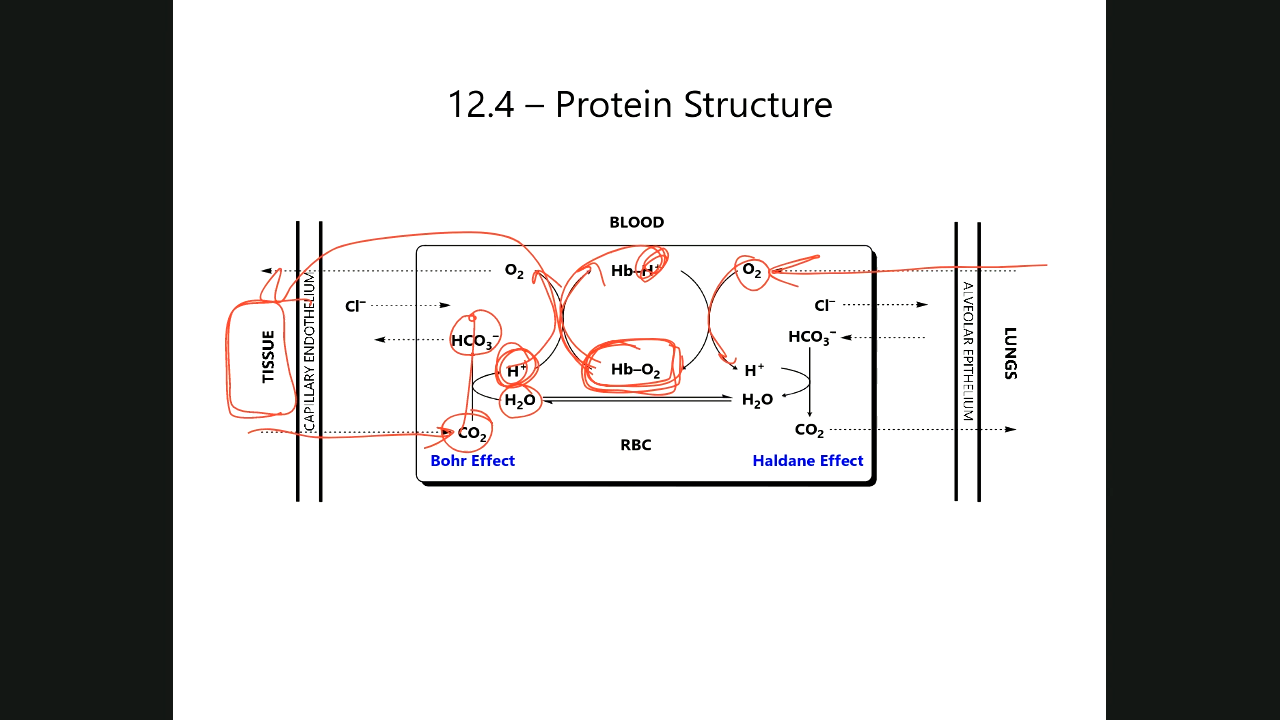 12.4 – Protein Structure
BLOOD
O₂
Hb–H⁺
O₂
Cl⁻
Cl⁻
HCO₃⁻
HCO₃⁻
H⁺
Hb–O₂
H⁺
H₂O
H₂O
CO₂
CO₂
RBC
Bohr Effect
Haldane Effect
TISSUE
CAPILLARY ENDOTHELIUM
ALVEOLAR EPITHELIUM
LUNGS